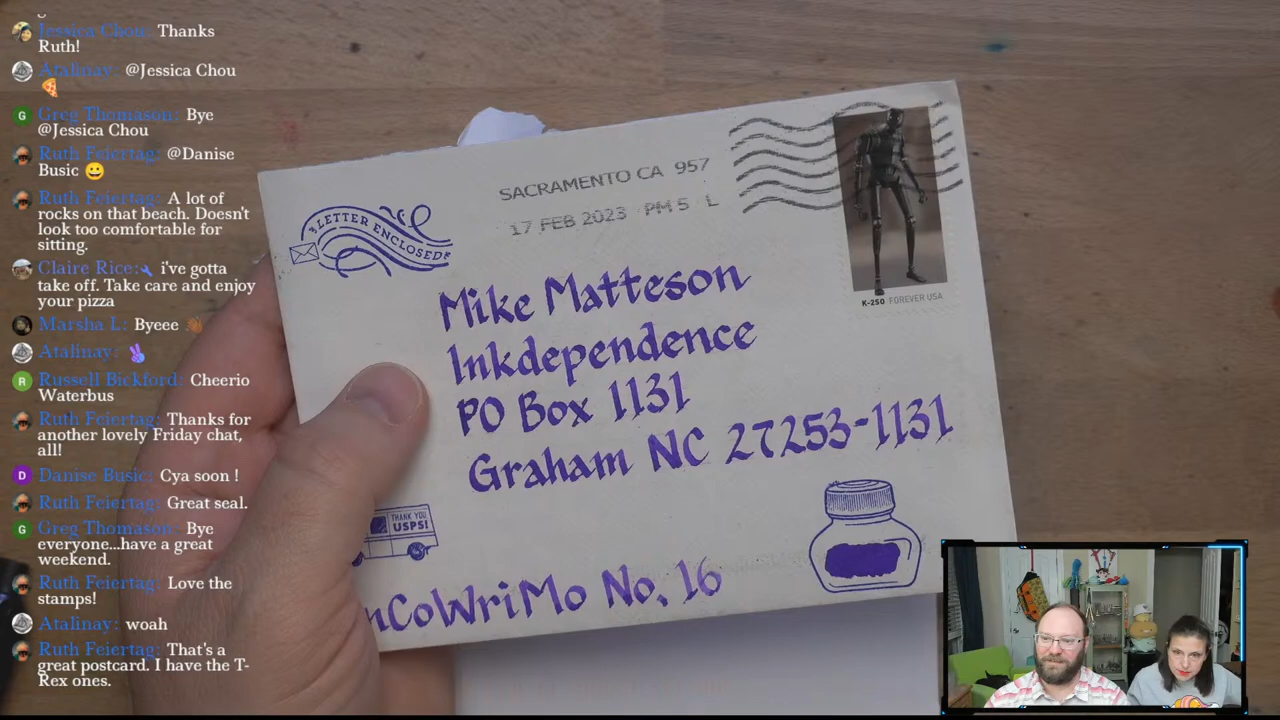 Jessica Chou: Thanks
Ruth!
Atalinay: @Jessica Chou
🍕
G Greg Thomason: Bye
@Jessica Chou
Ruth Feiertag: @Danise
Busic 😀
Ruth Feiertag: A lot of
rocks on that beach. Doesn't
look too comfortable for
sitting.
Claire Rice:🔧 i've gotta
take off. Take care and enjoy
your pizza
Marsha L: Byeee 👋🏾
Atalinay: ✌
R Russell Bickford: Cheerio
Waterbus
Ruth Feiertag: Thanks for
another lovely Friday chat,
all!
D Danise Busic: Cya soon !
Ruth Feiertag: Great seal.
G Greg Thomason: Bye
everyone...have a great
weekend.
Ruth Feiertag: Love the
stamps!
Atalinay: woah
Ruth Feiertag: That's a
great postcard. I have the T-
Rex ones.
LETTER ENCLOSED
SACRAMENTO CA 957
17 FEB 2023 PM 5 L
K-2SO FOREVER USA
Mike Matteson
Inkdependence
PO Box 1131
Graham NC 27253-1131
THANK YOU
USPS!
nCoWriMo No. 16